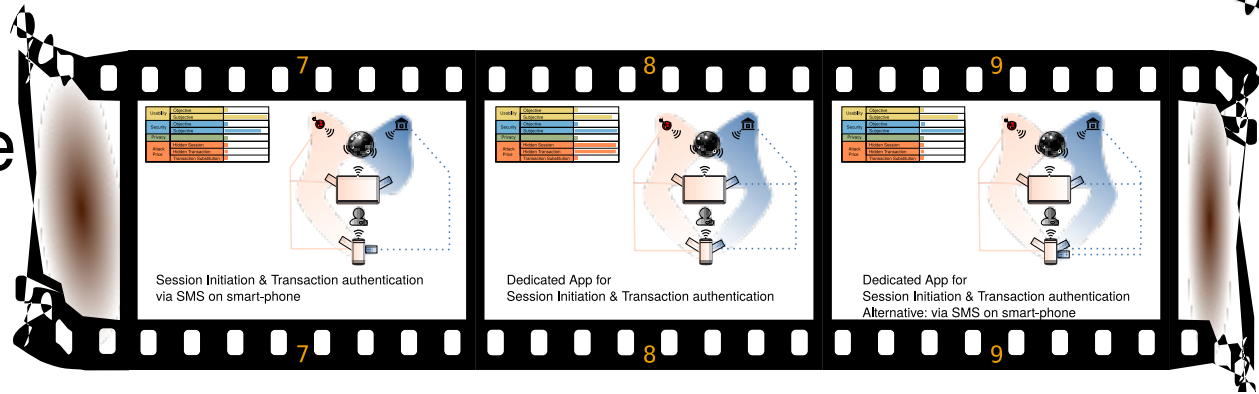 e
7
8
9
Usability
Objective
Subjective
Security
Objective
Subjective
Privacy
Attack
Price
Hidden Session
Hidden Transaction
Transaction Substitution
Session Initiation & Transaction authentication
via SMS on smart-phone
Usability
Objective
Subjective
Security
Objective
Subjective
Privacy
Attack
Price
Hidden Session
Hidden Transaction
Transaction Substitution
Dedicated App for
Session Initiation & Transaction authentication
Usability
Objective
Subjective
Security
Objective
Subjective
Privacy
Attack
Price
Hidden Session
Hidden Transaction
Transaction Substitution
Dedicated App for
Session Initiation & Transaction authentication
Alternative: via SMS on smart-phone
7
8
9